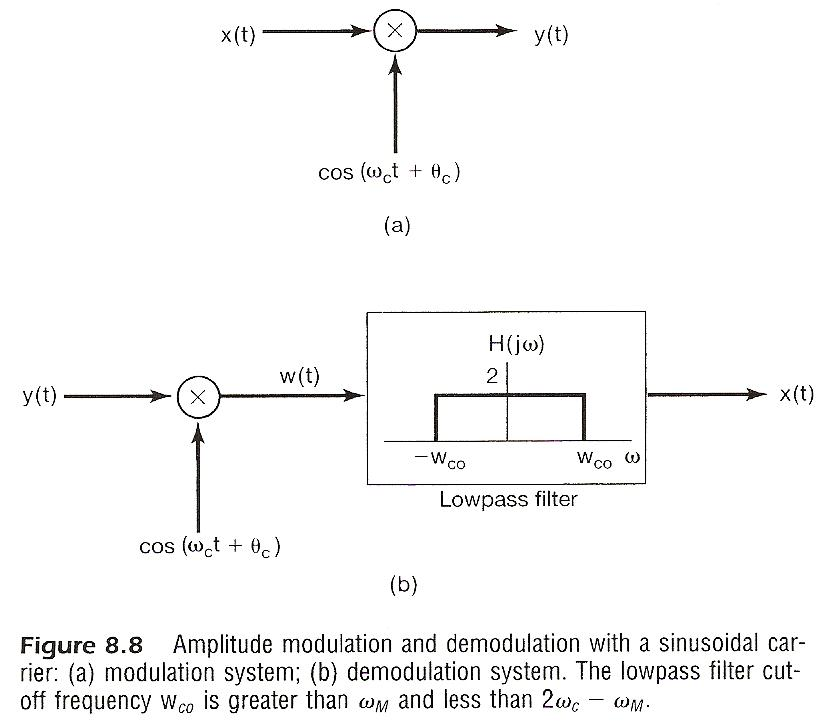 x(t)
×
y(t)
cos (ω_ct + θ_c)
(a)
H(jω)
2
y(t)
×
w(t)
x(t)
−w_co
w_co ω
Lowpass filter
cos (ω_ct + θ_c)
(b)
Figure 8.8 Amplitude modulation and demodulation with a sinusoidal car-
rier: (a) modulation system; (b) demodulation system. The lowpass filter cut-
off frequency w_co is greater than ω_M and less than 2ω_c − ω_M.